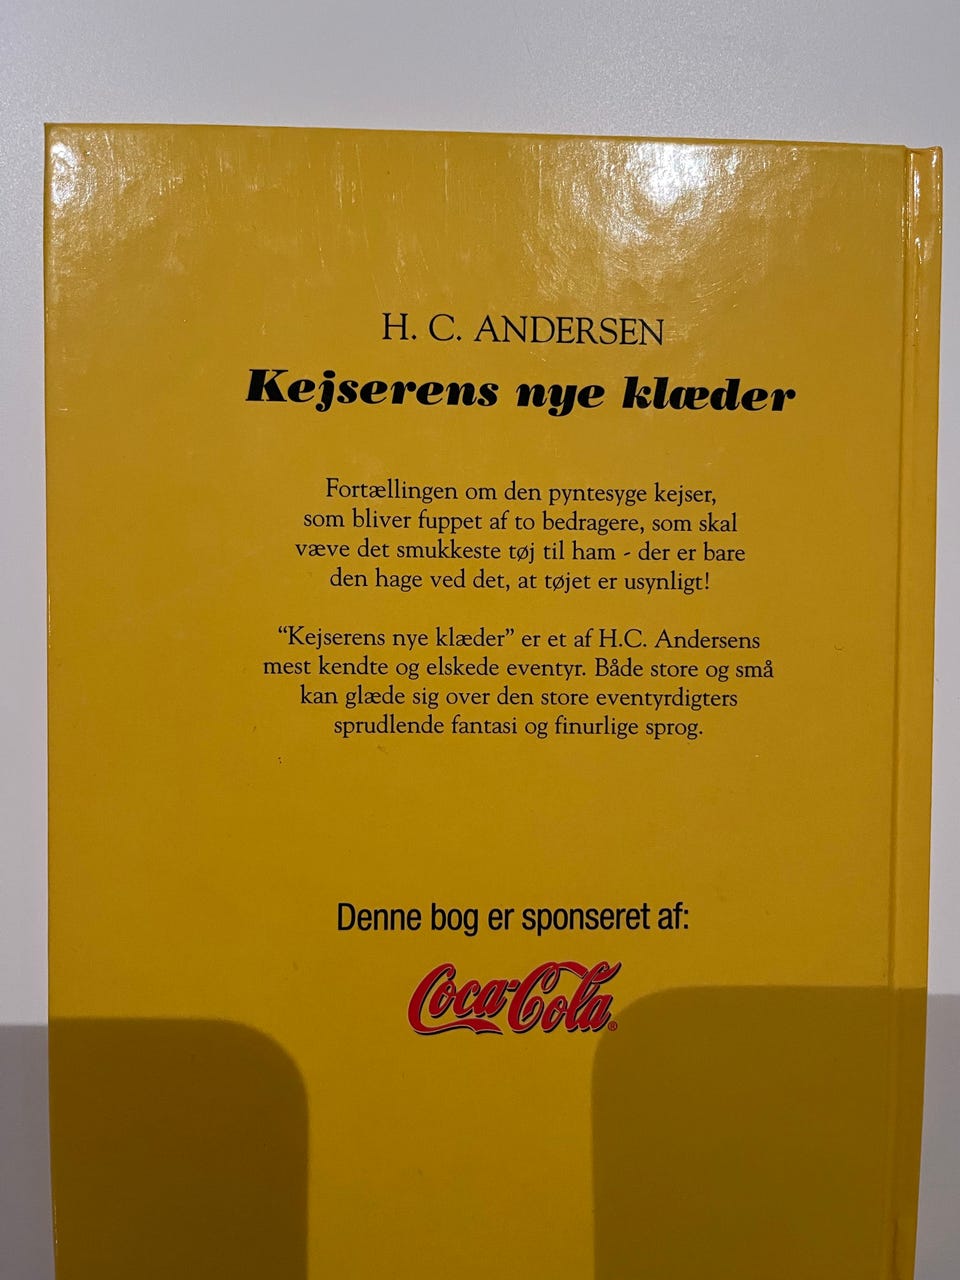 H. C. ANDERSEN
Kejserens nye klæder
Fortællingen om den pyntesyge kejser,
som bliver fuppet af to bedragere, som skal
væve det smukkeste tøj til ham - der er bare
den hage ved det, at tøjet er usynligt!
“Kejserens nye klæder” er et af H.C. Andersens
mest kendte og elskede eventyr. Både store og små
kan glæde sig over den store eventyrdigters
sprudlende fantasi og finurlige sprog.
Denne bog er sponseret af:
Coca-Cola®